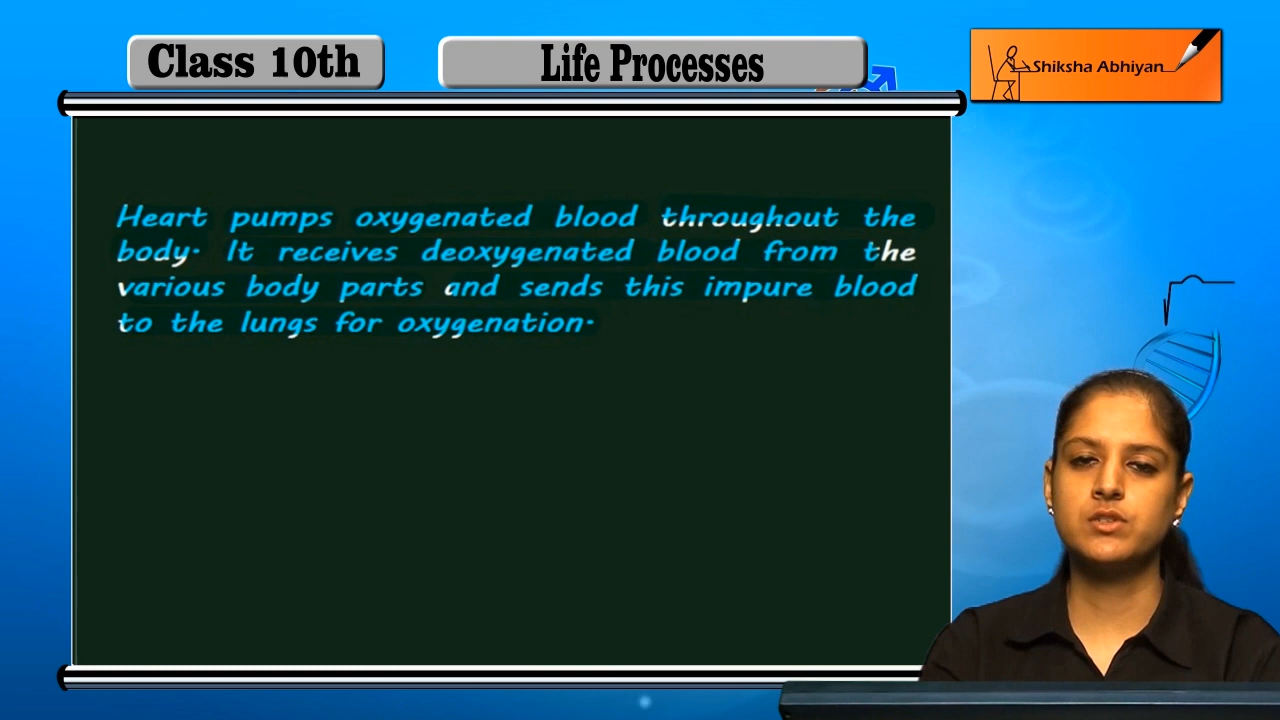 Class 10th
Life Processes
Shiksha Abhiyan
Heart pumps oxygenated blood throughout the
body. It receives deoxygenated blood from the
various body parts and sends this impure blood
to the lungs for oxygenation.